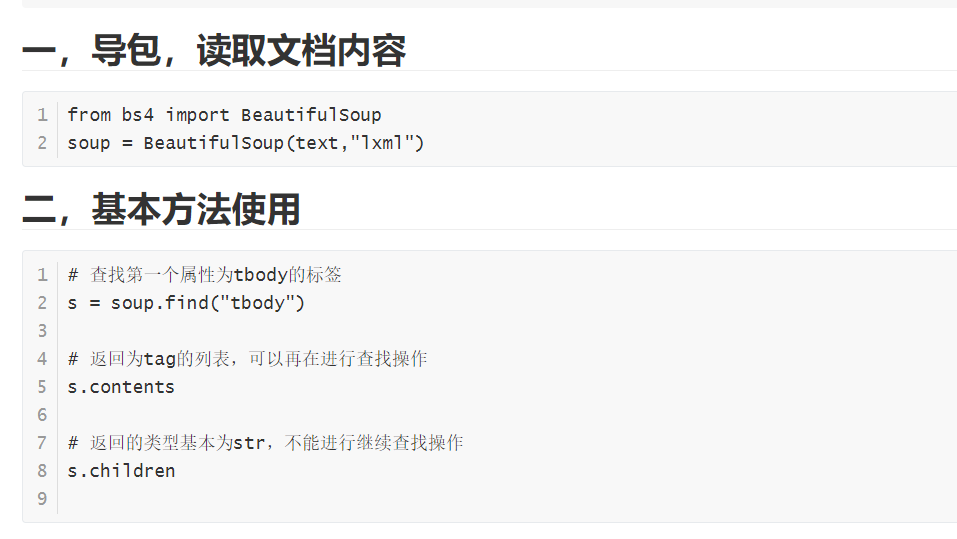 一，导包，读取文档内容
1 from bs4 import BeautifulSoup
2 soup = BeautifulSoup(text,"lxml")
二，基本方法使用
1 # 查找第一个属性为tbody的标签
2 s = soup.find("tbody")
3
4 # 返回为tag的列表，可以再在进行查找操作
5 s.contents
6
7 # 返回的类型基本为str，不能进行继续查找操作
8 s.children
9